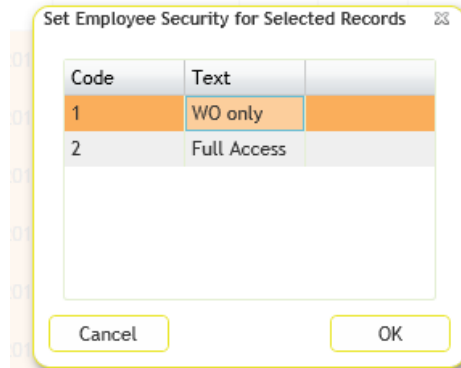 Set Employee Security for Selected Records
Code Text
1 WO only
2 Full Access
Cancel OK